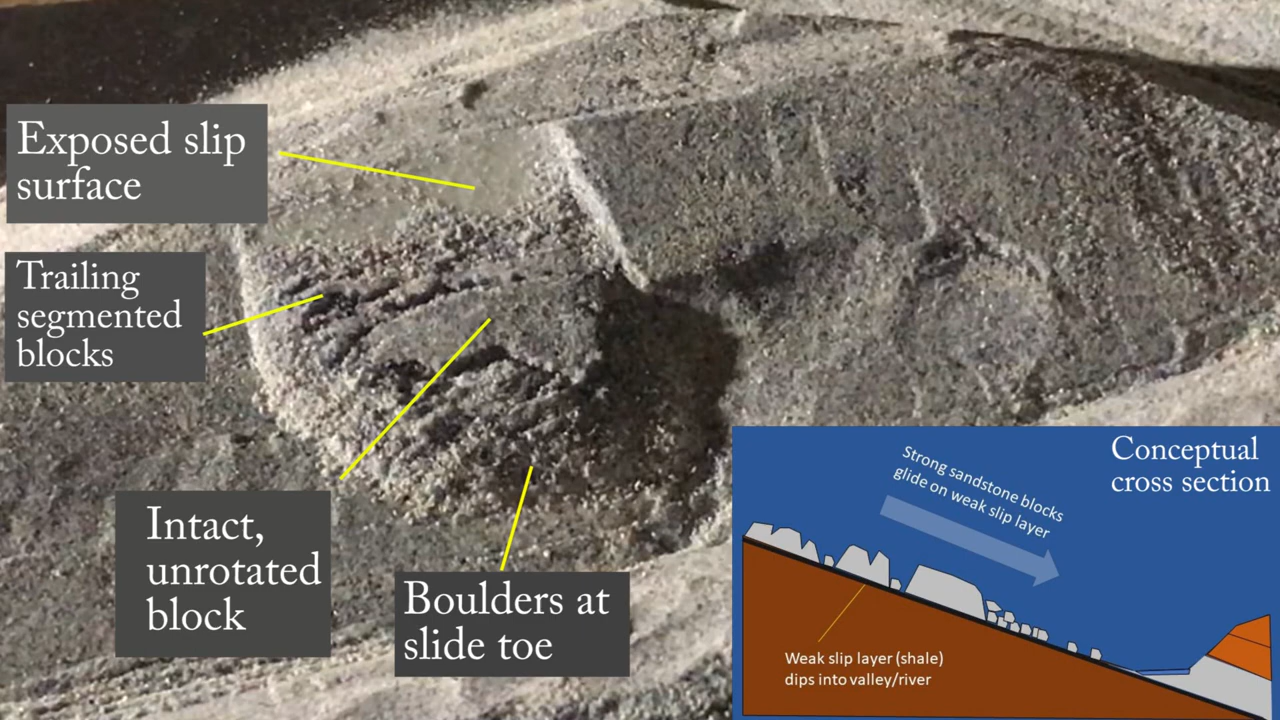 Exposed slip
surface
Trailing
segmented
blocks
Intact,
unrotated
block
Boulders at
slide toe
Conceptual
cross section
Strong sandstone blocks
glide on weak slip layer
Weak slip layer (shale)
dips into valley/river